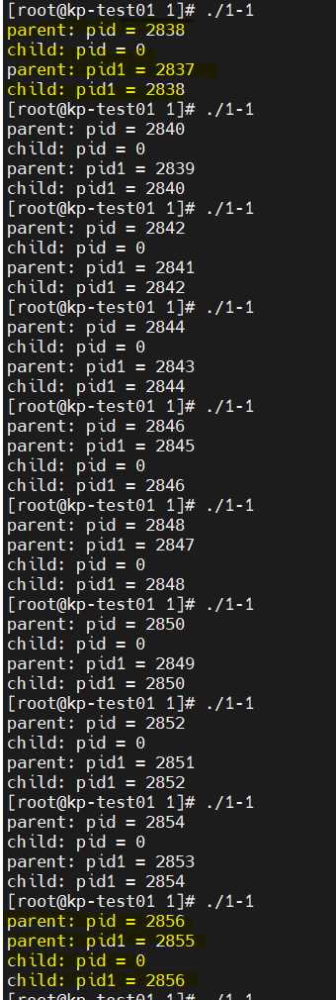 [root@kp-test01 1]# ./1-1
parent: pid = 2838
child: pid = 0
parent: pid1 = 2837
child: pid1 = 2838
[root@kp-test01 1]# ./1-1
parent: pid = 2840
child: pid = 0
parent: pid1 = 2839
child: pid1 = 2840
[root@kp-test01 1]# ./1-1
parent: pid = 2842
child: pid = 0
parent: pid1 = 2841
child: pid1 = 2842
[root@kp-test01 1]# ./1-1
parent: pid = 2844
child: pid = 0
parent: pid1 = 2843
child: pid1 = 2844
[root@kp-test01 1]# ./1-1
parent: pid = 2846
parent: pid1 = 2845
child: pid = 0
child: pid1 = 2846
[root@kp-test01 1]# ./1-1
parent: pid = 2848
parent: pid1 = 2847
child: pid = 0
child: pid1 = 2848
[root@kp-test01 1]# ./1-1
parent: pid = 2850
child: pid = 0
parent: pid1 = 2849
child: pid1 = 2850
[root@kp-test01 1]# ./1-1
parent: pid = 2852
child: pid = 0
parent: pid1 = 2851
child: pid1 = 2852
[root@kp-test01 1]# ./1-1
parent: pid = 2854
child: pid = 0
parent: pid1 = 2853
child: pid1 = 2854
[root@kp-test01 1]# ./1-1
parent: pid = 2856
parent: pid1 = 2855
child: pid = 0
child: pid1 = 2856